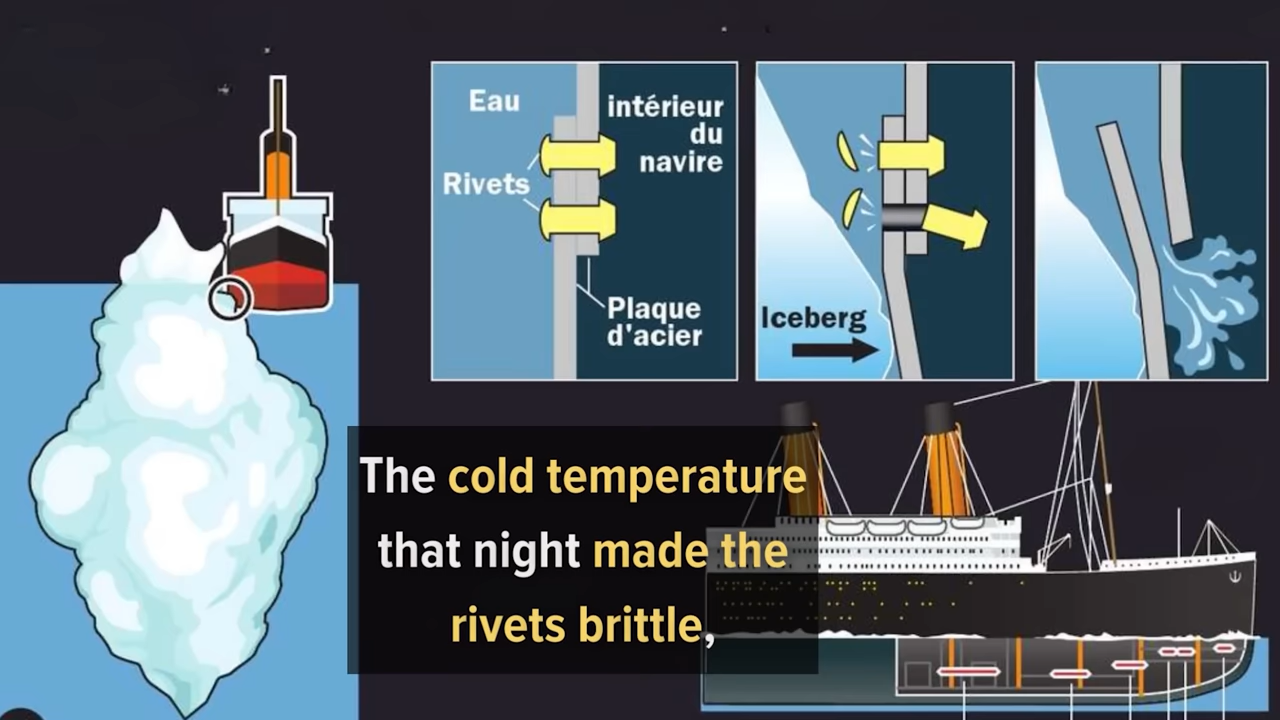 Eau
Rivets
intérieur
du
navire
Plaque
d'acier
Iceberg
The cold temperature
that night made the
rivets brittle,